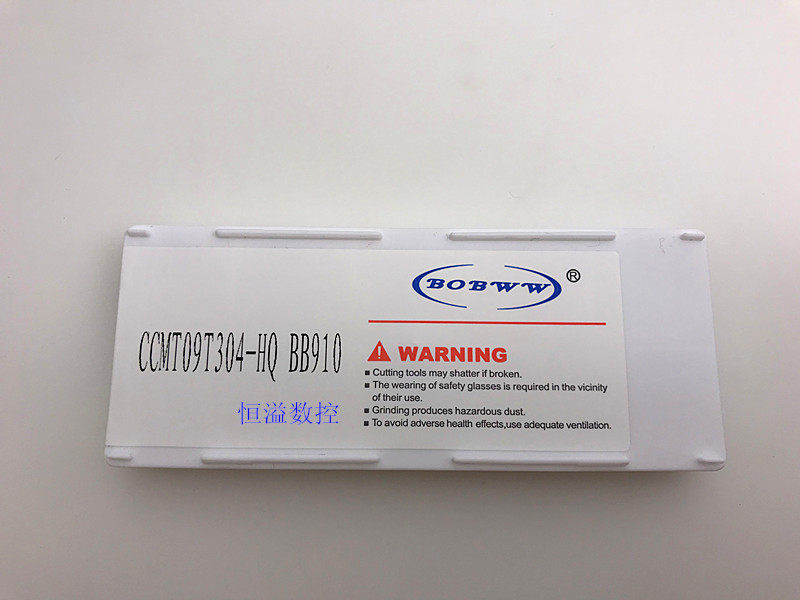 BOBWW®
CCMT09T304-HQ BB910
恒溢数控
WARNING
■ Cutting tools may shatter if broken.
■ The wearing of safety glasses is required in the vicinity
of their use.
■ Grinding produces hazardous dust.
■ To avoid adverse health effects,use adequate ventilation.